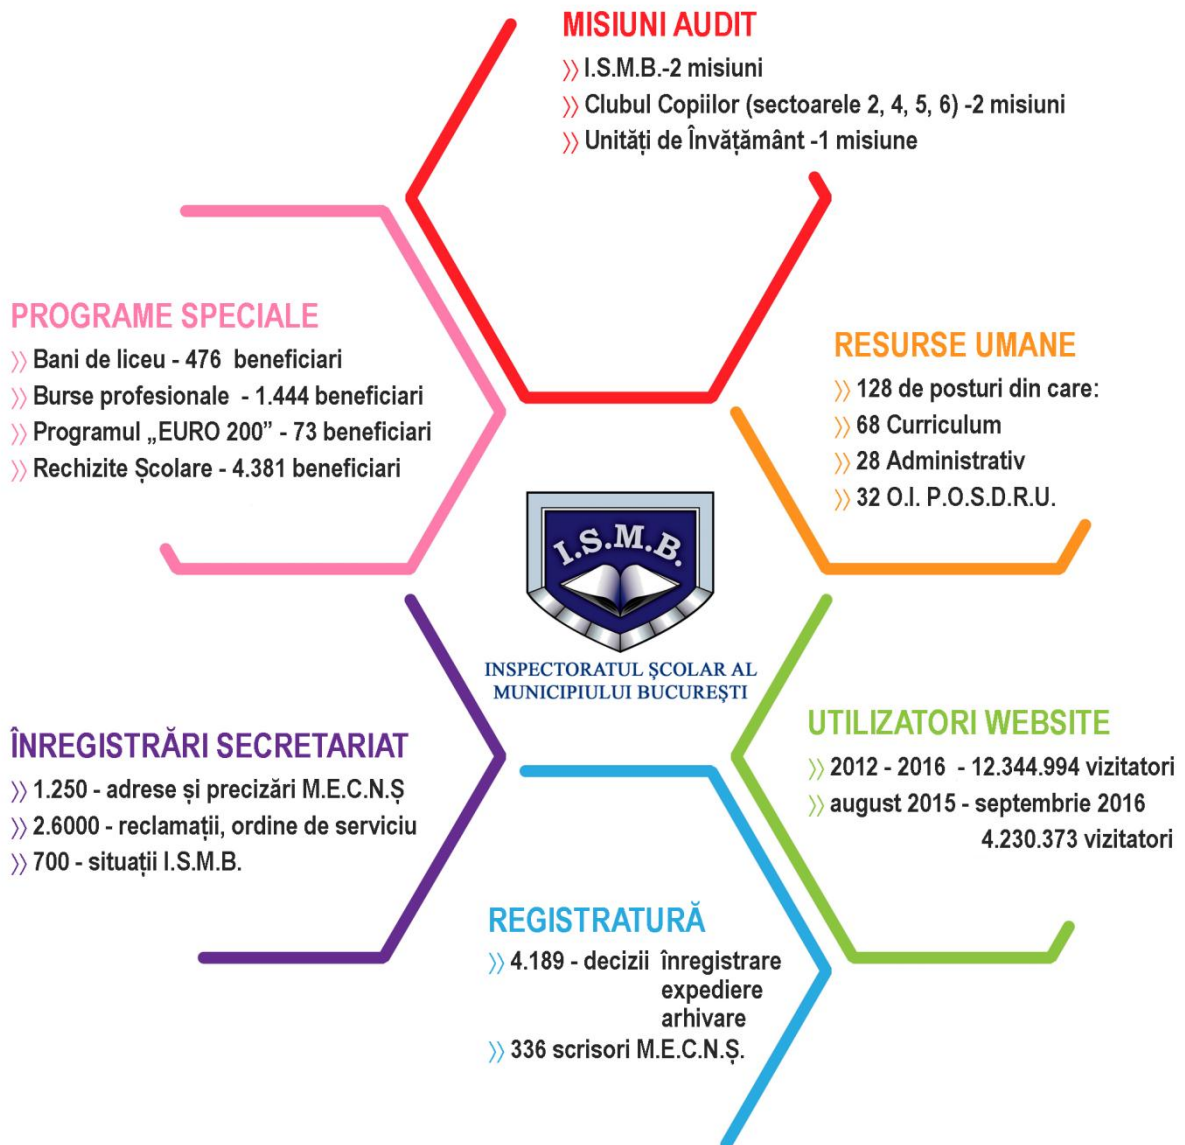 MISIUNI AUDIT
〉〉 I.S.M.B.-2 misiuni
〉〉 Clubul Copiilor (sectoarele 2, 4, 5, 6) -2 misiuni
〉〉 Unități de Învățământ -1 misiune
PROGRAME SPECIALE
〉〉 Bani de liceu - 476 beneficiari
〉〉 Burse profesionale - 1.444 beneficiari
〉〉 Programul „EURO 200” - 73 beneficiari
〉〉 Rechizite Școlare - 4.381 beneficiari
RESURSE UMANE
〉〉 128 de posturi din care:
〉〉 68 Curriculum
〉〉 28 Administrativ
〉〉 32 O.I. P.O.S.D.R.U.
I.S.M.B.
INSPECTORATUL ȘCOLAR AL
MUNICIPIULUI BUCUREȘTI
ÎNREGISTRĂRI SECRETARIAT
〉〉 1.250 - adrese și precizări M.E.C.N.Ș
〉〉 2.6000 - reclamații, ordine de serviciu
〉〉 700 - situații I.S.M.B.
UTILIZATORI WEBSITE
〉〉 2012 - 2016 - 12.344.994 vizitatori
〉〉 august 2015 - septembrie 2016
4.230.373 vizitatori
REGISTRATURĂ
〉〉 4.189 - decizii înregistrare
expediere
arhivare
〉〉 336 scrisori M.E.C.N.Ș.